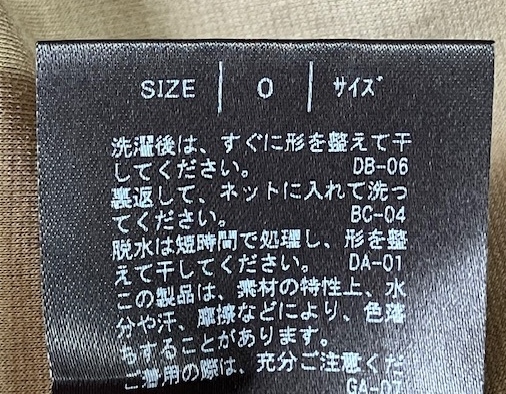 SIZE | 0 | サイズ
洗濯後は、すぐに形を整えて干
してください。 DB-06
裏返して、ネットに入れて洗っ
てください。 BC-04
脱水は短時間で処理し、形を整
えて干してください。 DA-01
この製品は、素材の特性上、水
分や汗、摩擦などにより、色落
ちすることがあります。
ご着用の際は、充分ご注意くだ
GA-07